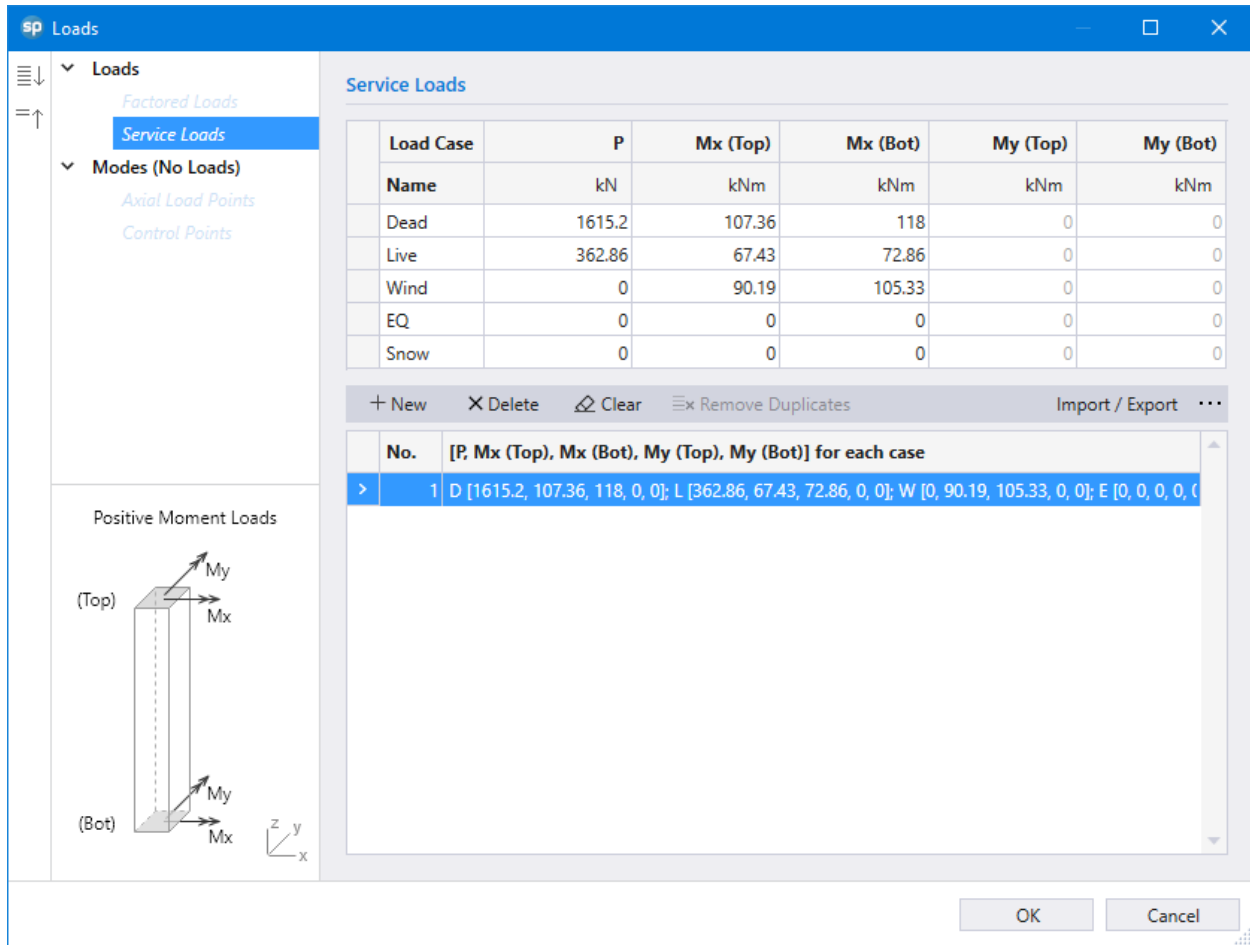 sp Loads
Loads
Factored Loads
Service Loads
Modes (No Loads)
Axial Load Points
Control Points
Positive Moment Loads
My
(Top)
Mx
My
(Bot)
Mx
z y
x
Service Loads
Load Case P Mx (Top) Mx (Bot) My (Top) My (Bot)
Name kN kNm kNm kNm kNm
Dead 1615.2 107.36 118 0 0
Live 362.86 67.43 72.86 0 0
Wind 0 90.19 105.33 0 0
EQ 0 0 0 0 0
Snow 0 0 0 0 0
New Delete Clear Remove Duplicates Import / Export ...
No. [P, Mx (Top), Mx (Bot), My (Top), My (Bot)] for each case
1 D [1615.2, 107.36, 118, 0, 0]; L [362.86, 67.43, 72.86, 0, 0]; W [0, 90.19, 105.33, 0, 0]; E [0, 0, 0, 0,
OK Cancel